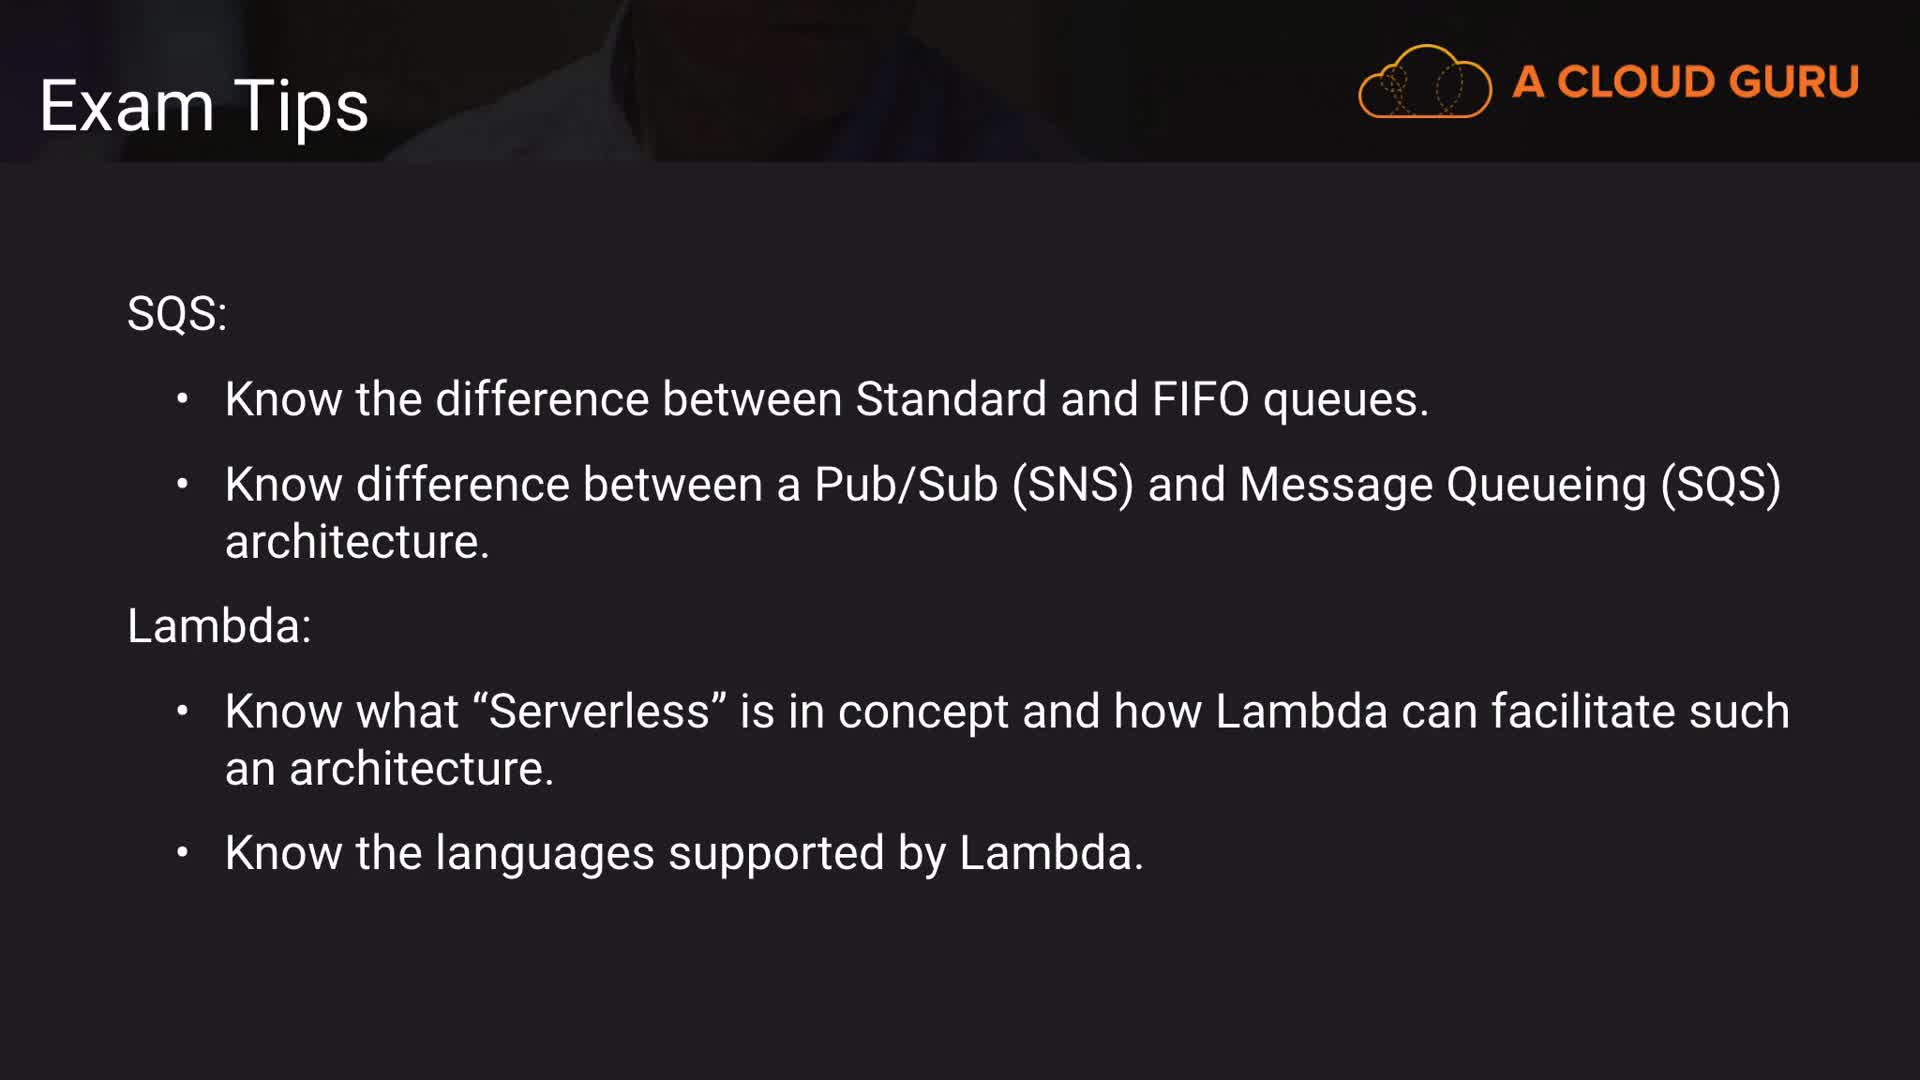 Exam Tips
A CLOUD GURU
SQS:
• Know the difference between Standard and FIFO queues.
• Know difference between a Pub/Sub (SNS) and Message Queueing (SQS)
architecture.
Lambda:
• Know what “Serverless” is in concept and how Lambda can facilitate such
an architecture.
• Know the languages supported by Lambda.